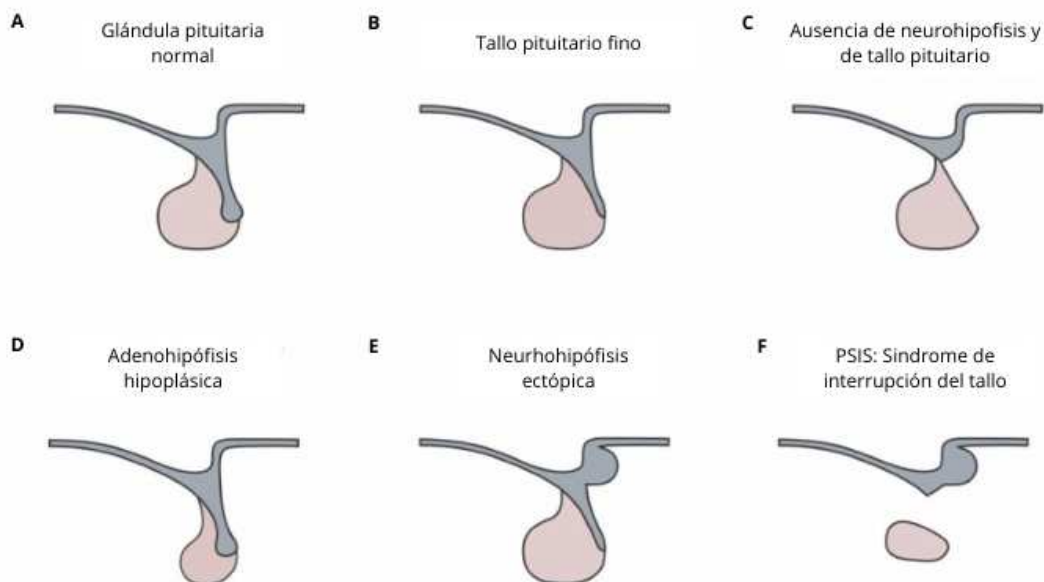 A
Glándula pituitaria
normal
B
Tallo pituitario fino
C
Ausencia de neurohipofisis y
de tallo pituitario
D
Adenohipófisis
hipoplásica
E
Neurhohipófisis
ectópica
F
PSIS: Sindrome de
interrupción del tallo